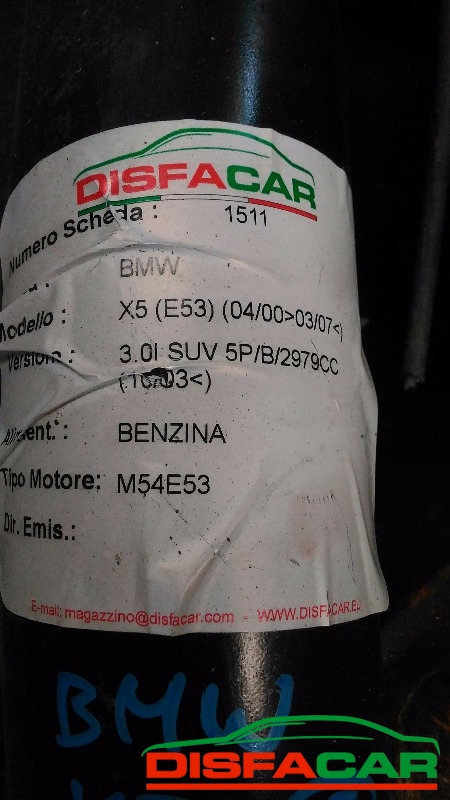 DISFACAR
Numero Scheda : 1511
BMW
Modello : X5 (E53) (04/00>03/07<)
Versione : 3.0I SUV 5P/B/2979CC
(10/03<)
Aliment. : BENZINA
Tipo Motore: M54E53
Dir. Emis.:
E-mail: magazzino@disfacar.com WWW.DISFACAR.EU
BMW
DISFACAR